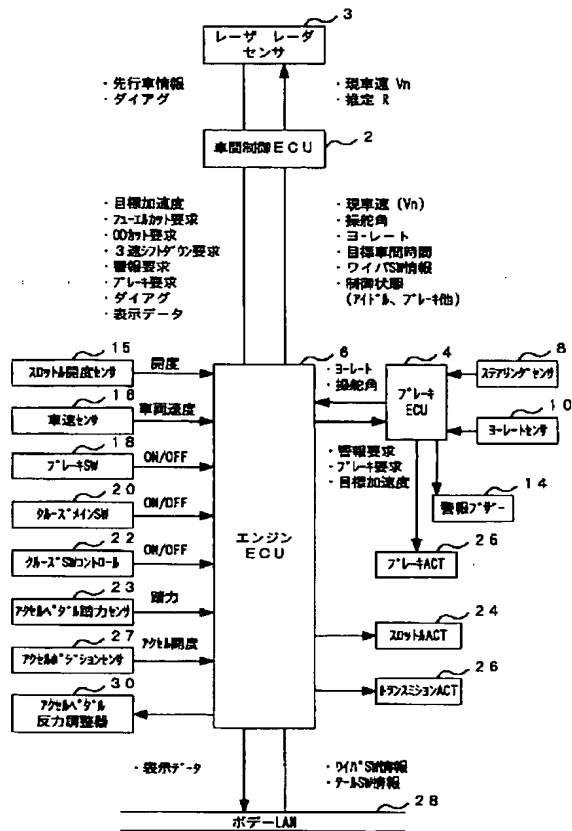 3
レーザ レーダ
センサ
・先行車情報
・ダイアグ
・現車速 Vn
・推定 R
2
車間制御ECU
・目標加速度
・フューエルカット要求
・ODカット要求
・3速シフトダウン要求
・警報要求
・ブレーキ要求
・ダイアグ
・表示データ
・現車速 (Vn)
・操舵角
・ヨーレート
・目標車間時間
・ワイパSW情報
・制御状態
(アイドル、ブレーキ他)
15
スロットル開度センサ
開度
16
車速センサ
車両速度
18
ブレーキSW
ON/OFF
20
クルーズメインSW
ON/OFF
22
クルーズSWコントロール
ON/OFF
23
アクセルペダル踏力センサ
踏力
27
アクセルポジションセンサ
アクセル開度
30
アクセルペダル
反力調整器
6
エンジン
ECU
・ヨーレート
・操舵角
4
ブレーキ
ECU
8
ステアリングセンサ
10
ヨーレートセンサ
・警報要求
・ブレーキ要求
・目標加速度
14
警報ブザー
26
ブレーキACT
24
スロットルACT
26
トランスミションACT
・表示データ
・ワイパSW情報
・テールSW情報
28
ボデーLAN